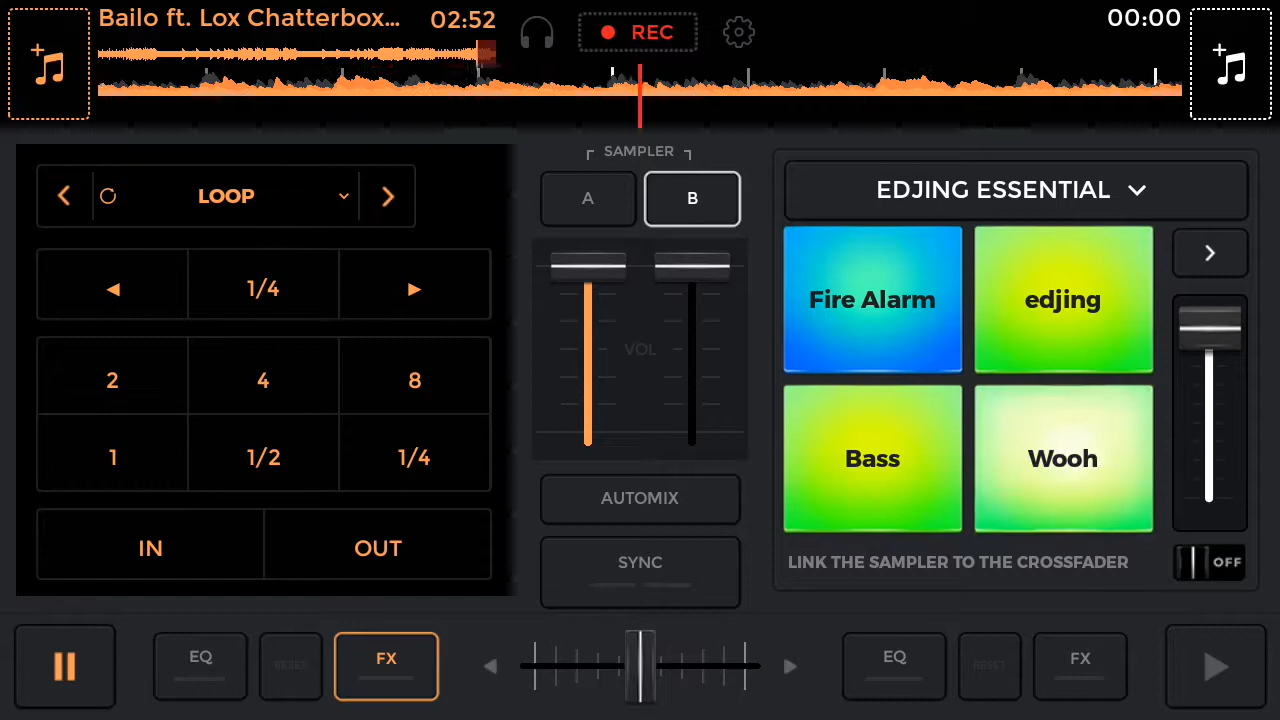 Bailo ft. Lox Chatterbox... 02:52
REC
00:00
SAMPLER
A B
LOOP
1/4
2 4 8
1 1/2 1/4
IN OUT
VOL
AUTOMIX
SYNC
EDJING ESSENTIAL
Fire Alarm edjing
Bass Wooh
LINK THE SAMPLER TO THE CROSSFADER OFF
EQ RESET FX
EQ RESET FX